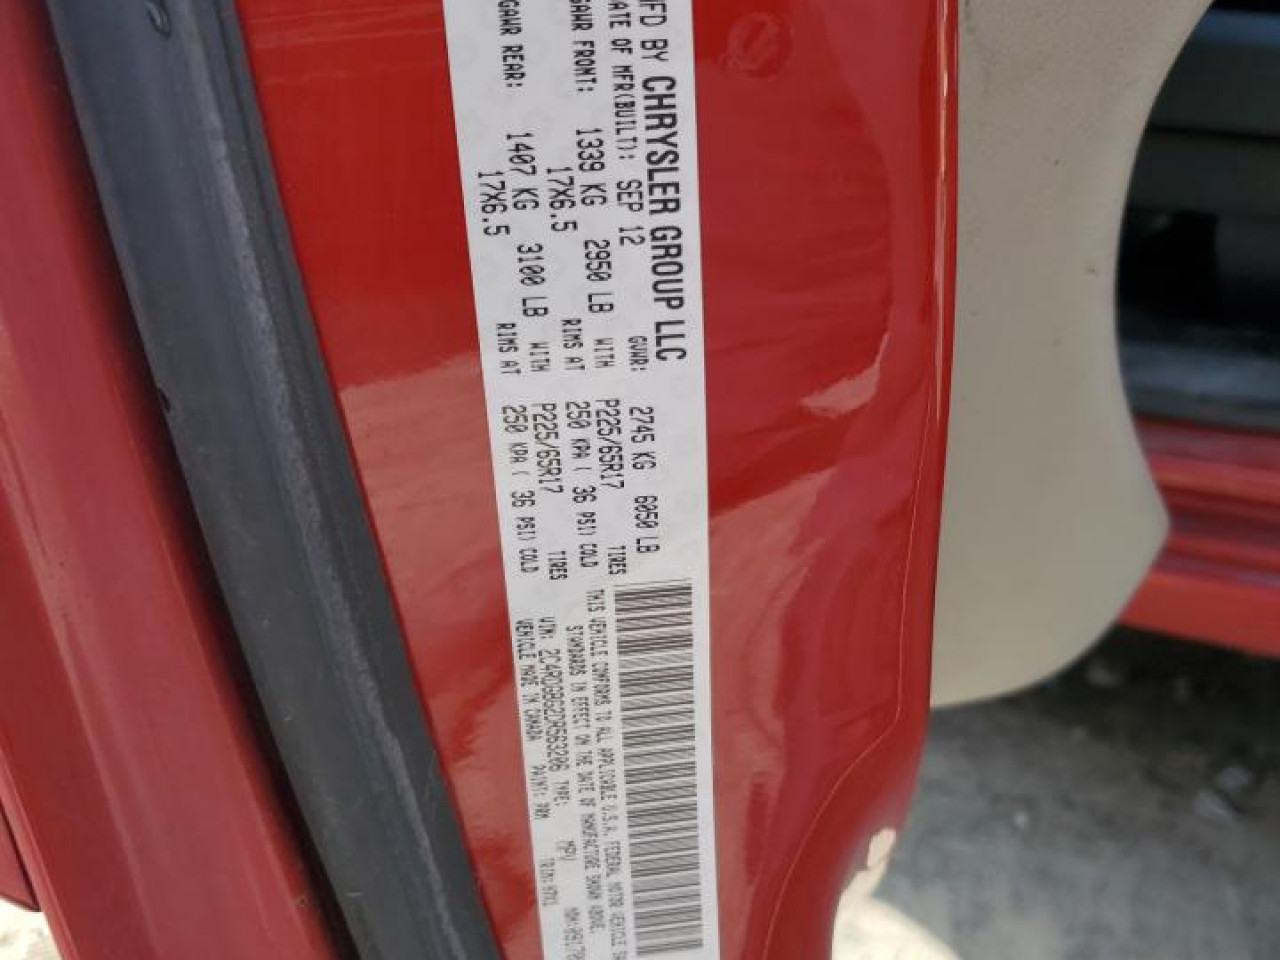 MFD BY CHRYSLER GROUP LLC
DATE OF MFR(BUILT): SEP 12 GVWR: 2745 KG 6050 LB
GAWR FRONT: 1339 KG 2950 LB WITH P225/65R17 TIRES
17X6.5 RIMS AT 250 KPA ( 36 PSI) COLD
GAWR REAR: 1407 KG 3100 LB WITH P225/65R17 TIRES
17X6.5 RIMS AT 250 KPA ( 36 PSI) COLD
THIS VEHICLE CONFORMS TO ALL APPLICABLE U.S.A. FEDERAL MOTOR VEHICLE
STANDARDS IN EFFECT ON THE DATE OF MANUFACTURE SHOWN ABOVE.
VIN: 2C4RDGBG2DR563206 TYPE: MPV
VEHICLE MADE IN CANADA PAINT: PRM